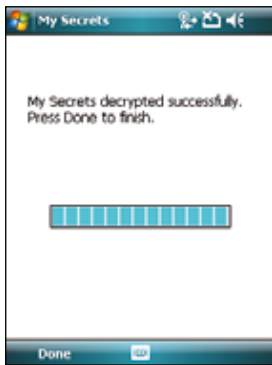 My Secrets
My Secrets decrypted successfully.
Press Done to finish.
Done